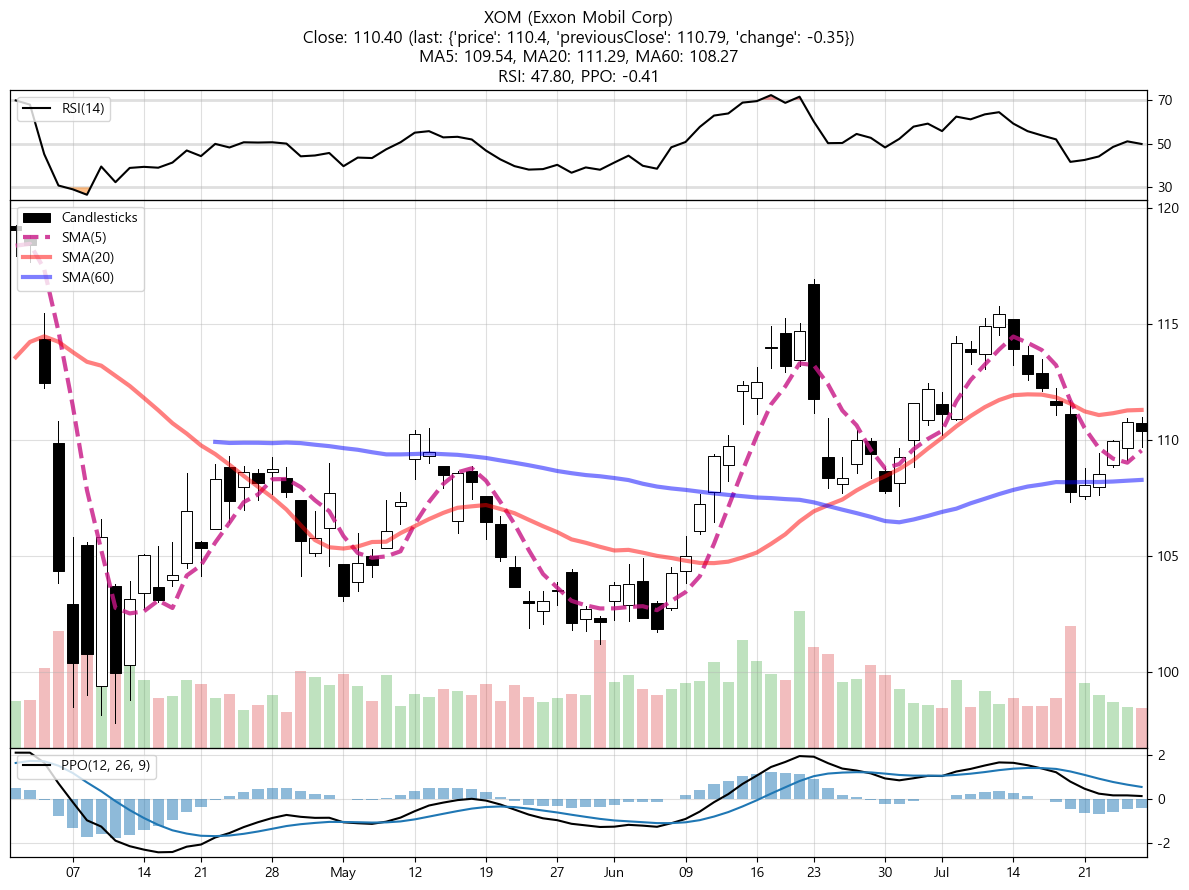 XOM (Exxon Mobil Corp)
Close: 110.40 (last: {'price': 110.4, 'previousClose': 110.79, 'change': -0.35})
MA5: 109.54, MA20: 111.29, MA60: 108.27
RSI: 47.80, PPO: -0.41
RSI(14)
70
50
30
Candlesticks
SMA(5)
SMA(20)
SMA(60)
120
115
110
105
100
PPO(12, 26, 9)
2
0
-2
07 14 21 28 May 12 19 27 Jun 09 16 23 30 Jul 14 21